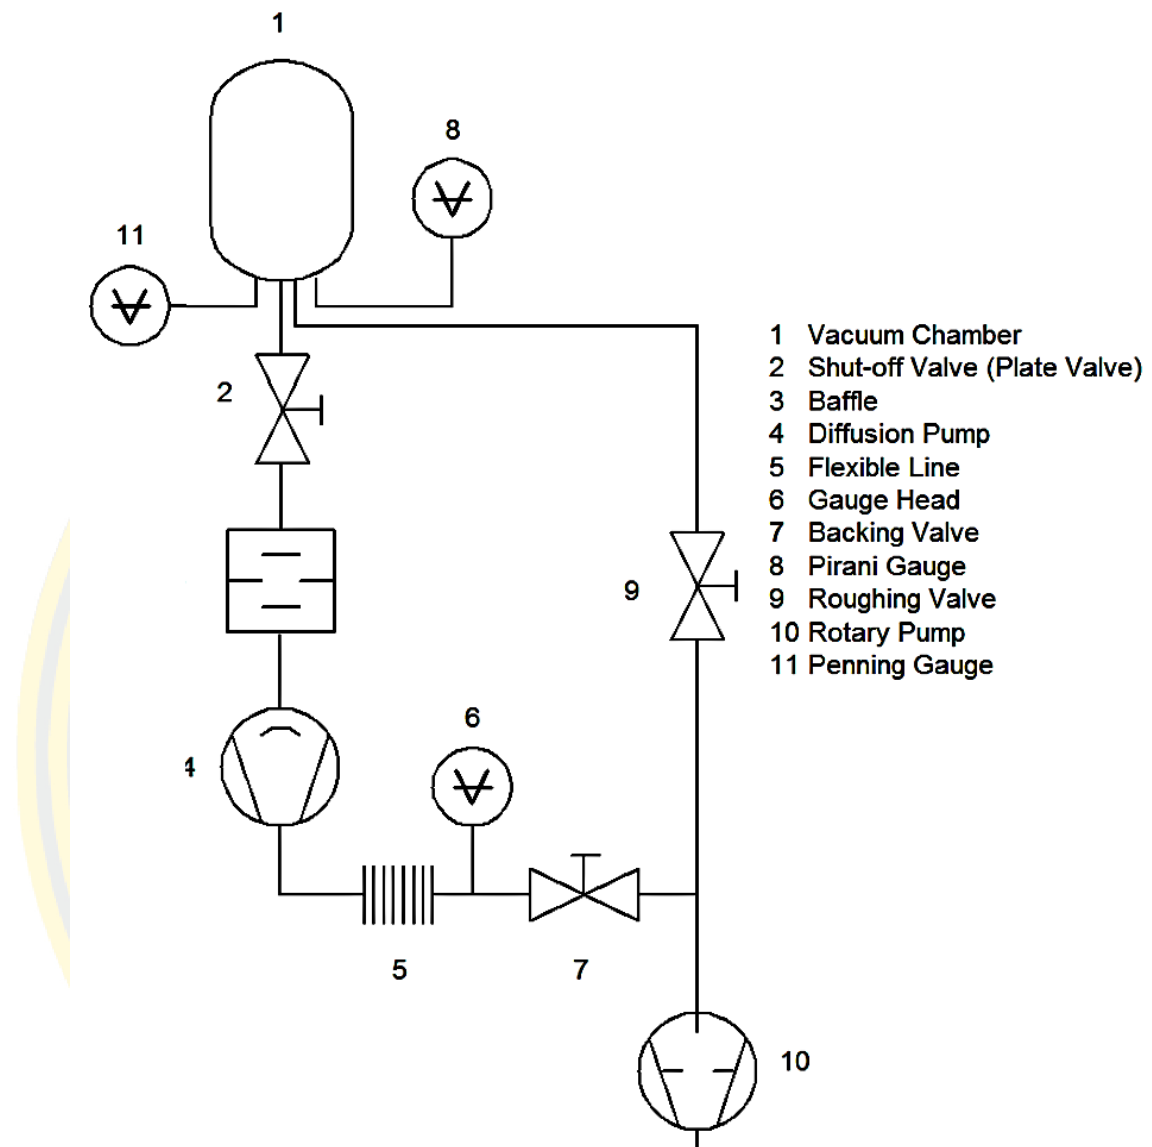 1
8
11
2
9
6
4
5
7
10
1 Vacuum Chamber
2 Shut-off Valve (Plate Valve)
3 Baffle
4 Diffusion Pump
5 Flexible Line
6 Gauge Head
7 Backing Valve
8 Pirani Gauge
9 Roughing Valve
10 Rotary Pump
11 Penning Gauge